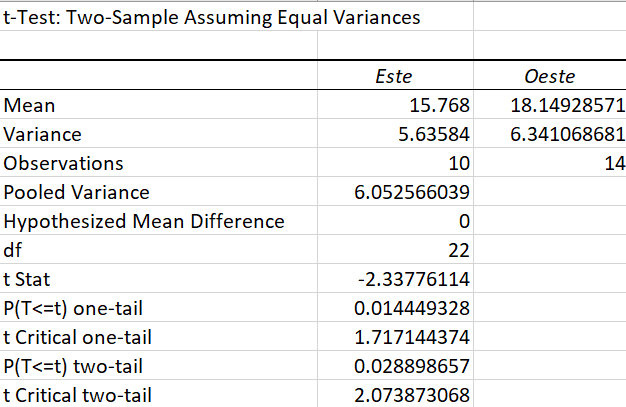 t-Test: Two-Sample Assuming Equal Variances
Este Oeste
Mean 15.768 18.14928571
Variance 5.63584 6.341068681
Observations 10 14
Pooled Variance 6.052566039
Hypothesized Mean Difference 0
df 22
t Stat -2.33776114
P(T<=t) one-tail 0.014449328
t Critical one-tail 1.717144374
P(T<=t) two-tail 0.028898657
t Critical two-tail 2.073873068